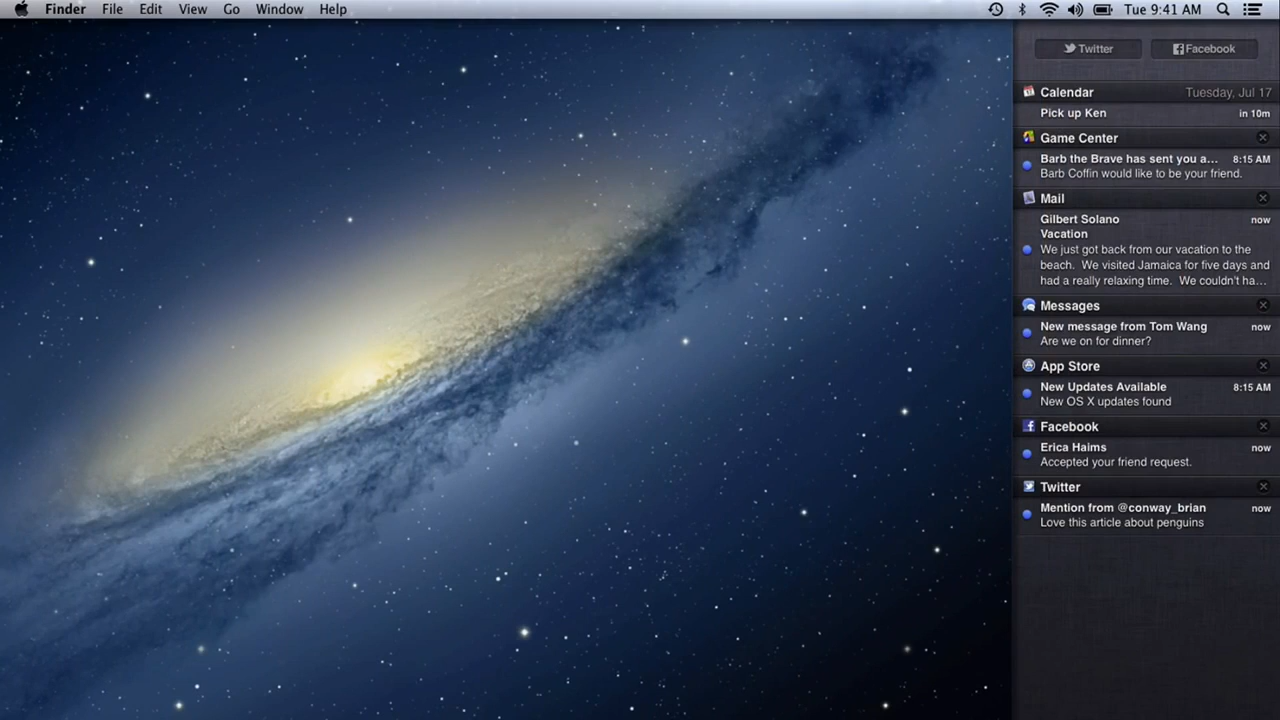 Finder File Edit View Go Window Help Tue 9:41 AM
Twitter Facebook
Calendar Tuesday, Jul 17
Pick up Ken in 10m
Game Center
Barb the Brave has sent you a... 8:15 AM
Barb Coffin would like to be your friend.
Mail
Gilbert Solano now
Vacation
We just got back from our vacation to the
beach. We visited Jamaica for five days and
had a really relaxing time. We couldn't ha...
Messages
New message from Tom Wang now
Are we on for dinner?
App Store
New Updates Available 8:15 AM
New OS X updates found
Facebook
Erica Haims now
Accepted your friend request.
Twitter
Mention from @conway_brian now
Love this article about penguins